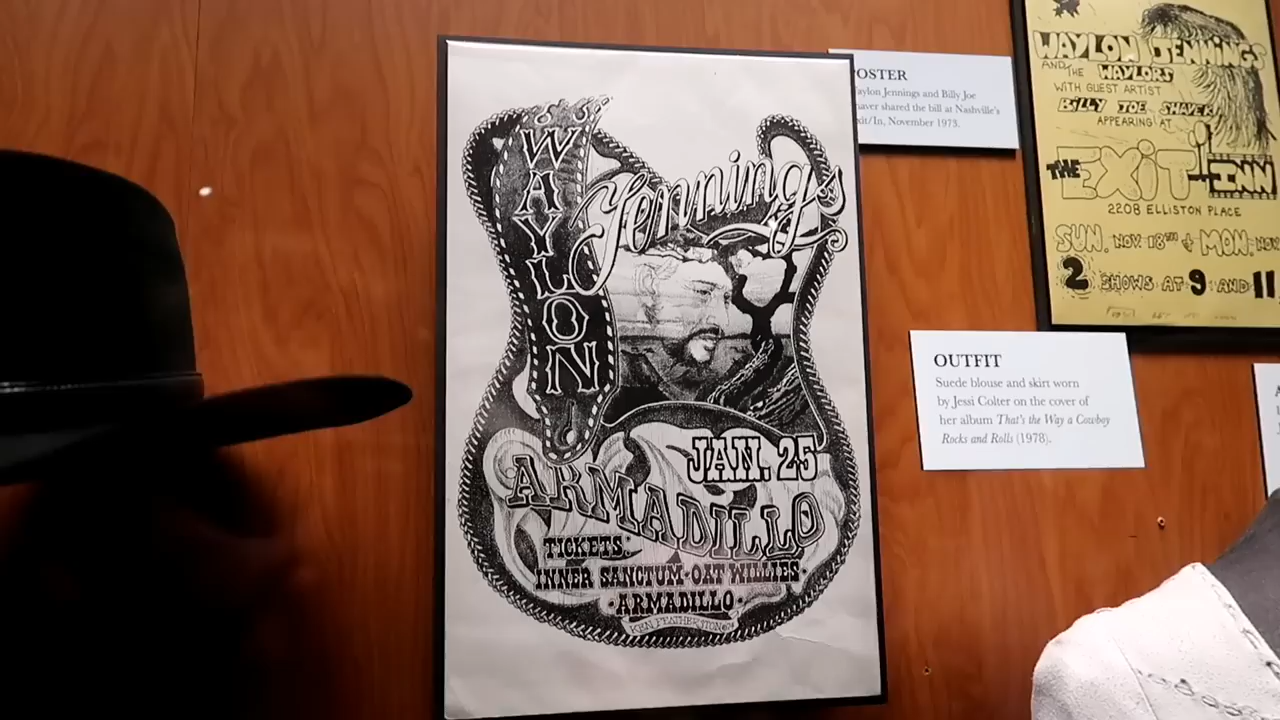 WAYLON
Jennings
JAN. 25
ARMADILLO
TICKETS:
INNER SANCTUM • OAT WILLIES •
• ARMADILLO •
KEN FEATHERSTON
OSTER
aylon Jennings and Billy Joe
haver shared the bill at Nashville's
xit/In, November 1973.
WAYLON JENNINGS
AND THE WAYLORS
WITH GUEST ARTIST
BILLY JOE SHAVER
APPEARING AT
THE EXIT INN
2208 ELLISTON PLACE
SUN. NOV 18TH + MON. NOV
2 SHOWS AT 9 AND 11
OUTFIT
Suede blouse and skirt worn
by Jessi Colter on the cover of
her album That's the Way a Cowboy
Rocks and Rolls (1978).